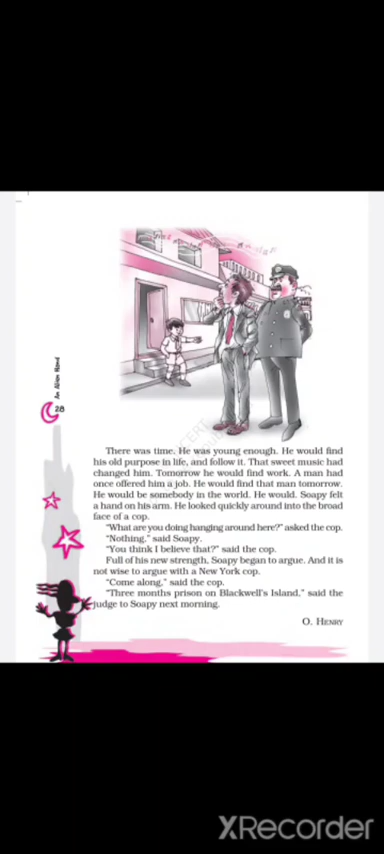 An Alien Hand
28
There was time. He was young enough. He would find
his old purpose in life, and follow it. That sweet music had
changed him. Tomorrow he would find work. A man had
once offered him a job. He would find that man tomorrow.
He would be somebody in the world. He would. Soapy felt
a hand on his arm. He looked quickly around into the broad
face of a cop.
“What are you doing hanging around here?” asked the cop.
“Nothing,” said Soapy.
“You think I believe that?” said the cop.
Full of his new strength, Soapy began to argue. And it is
not wise to argue with a New York cop.
“Come along,” said the cop.
“Three months prison on Blackwell's Island,” said the
judge to Soapy next morning.
O. HENRY
XRecorder